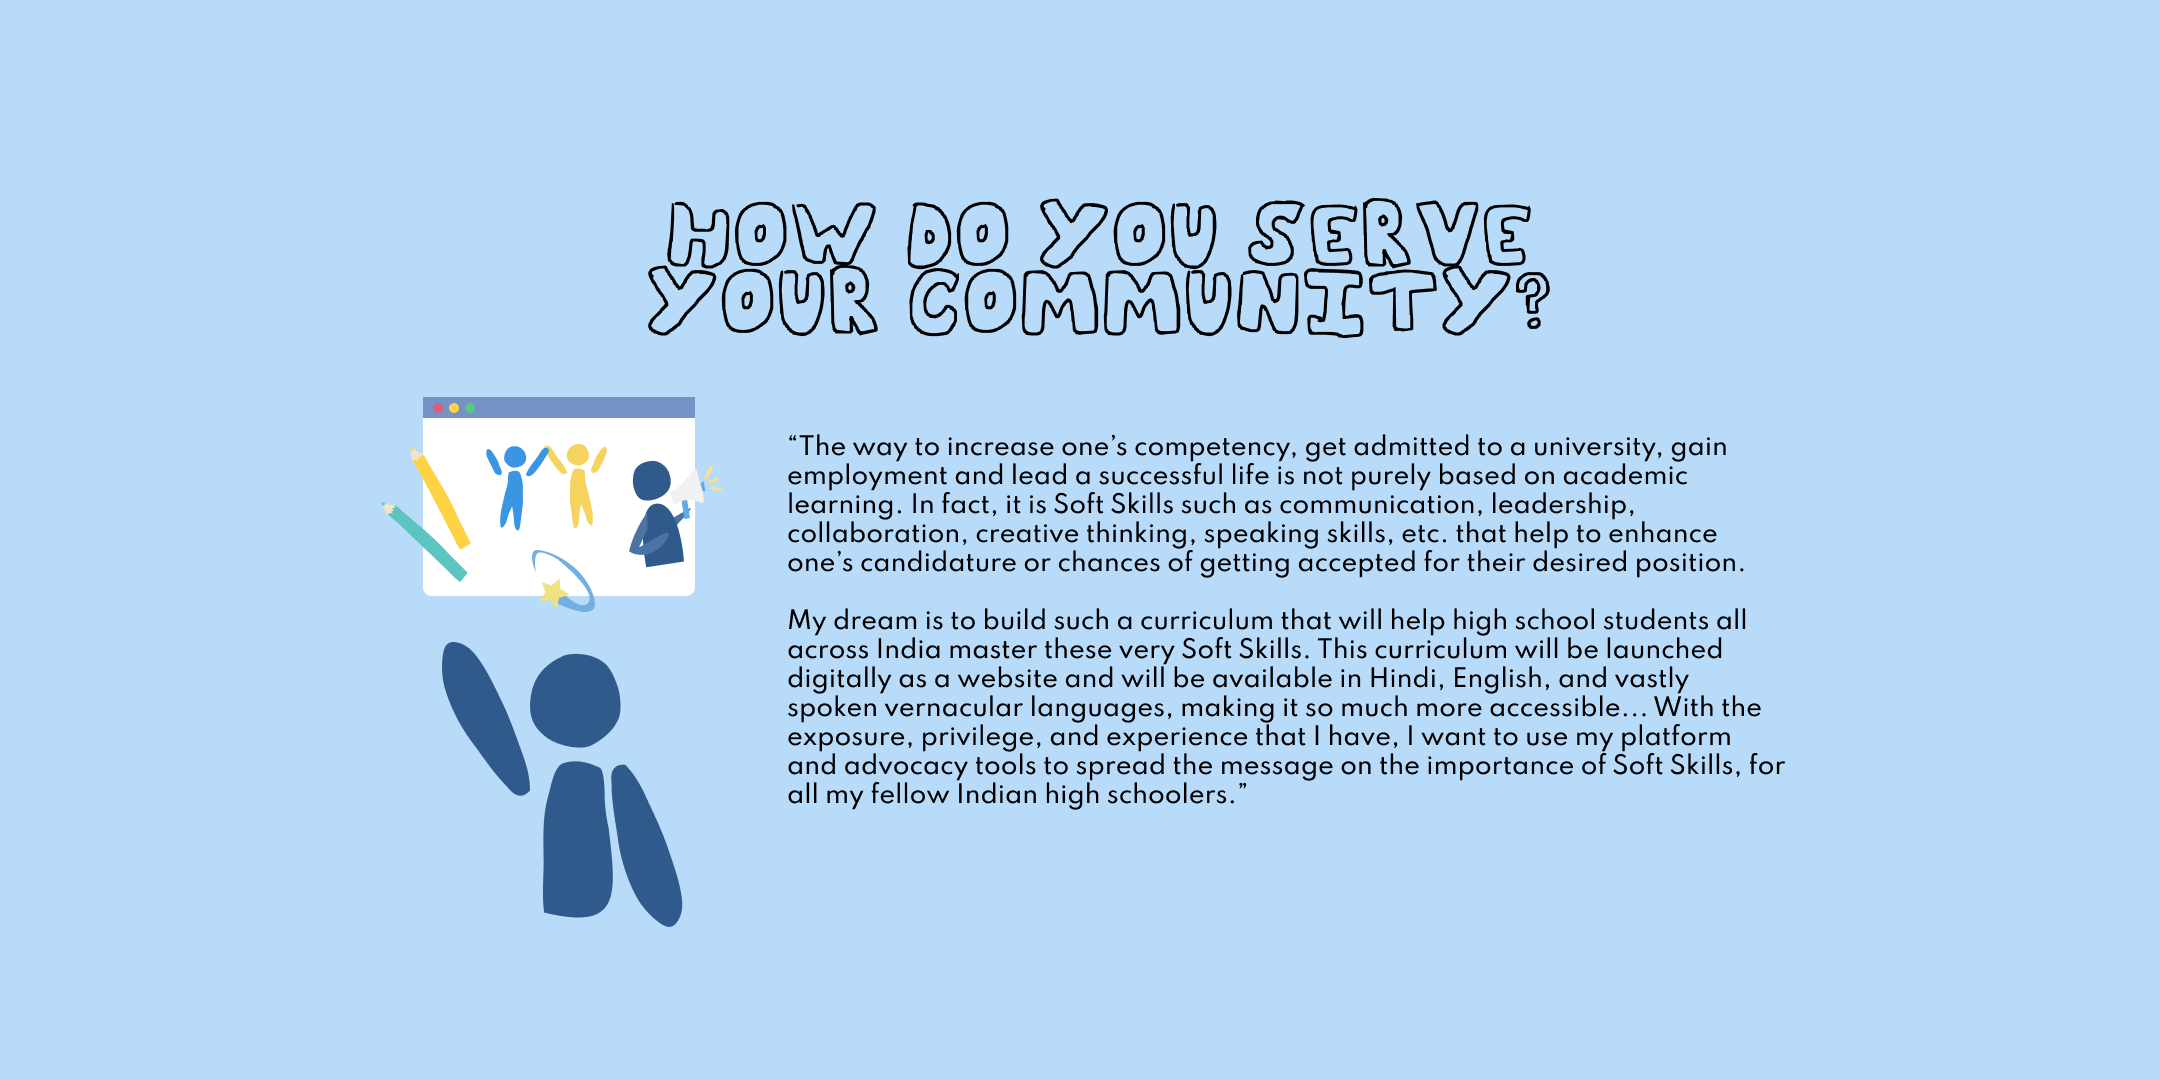 HOW DO YOU SERVE
YOUR COMMUNITY?
“The way to increase one’s competency, get admitted to a university, gain
employment and lead a successful life is not purely based on academic
learning. In fact, it is Soft Skills such as communication, leadership,
collaboration, creative thinking, speaking skills, etc. that help to enhance
one’s candidature or chances of getting accepted for their desired position.
My dream is to build such a curriculum that will help high school students all
across India master these very Soft Skills. This curriculum will be launched
digitally as a website and will be available in Hindi, English, and vastly
spoken vernacular languages, making it so much more accessible... With the
exposure, privilege, and experience that I have, I want to use my platform
and advocacy tools to spread the message on the importance of Soft Skills, for
all my fellow Indian high schoolers.”